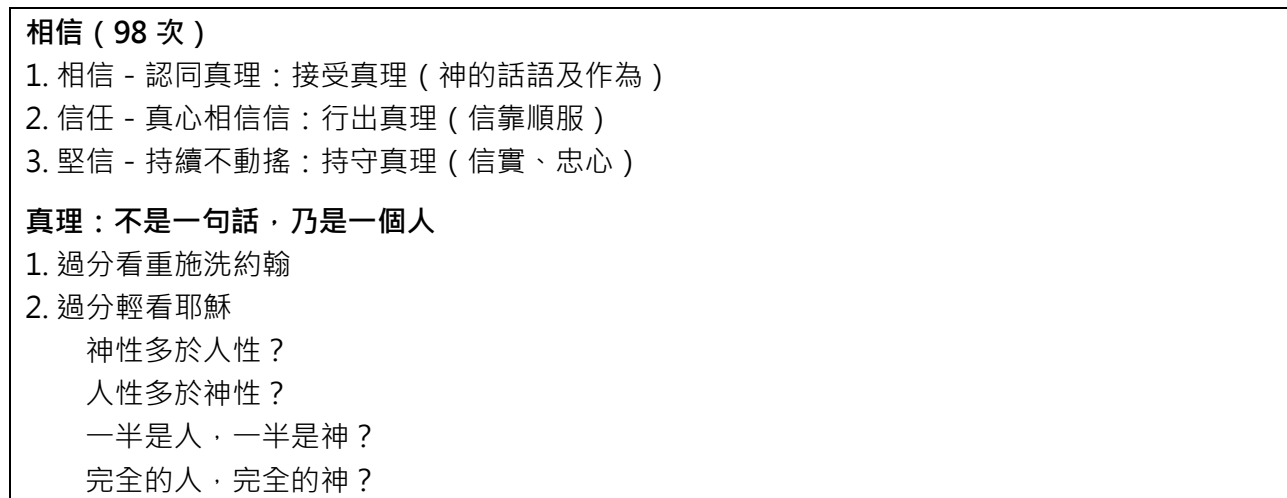 相信（98 次）
1. 相信 - 認同真理：接受真理（神的話語及作為）
2. 信任 - 真心相信信：行出真理（信靠順服）
3. 堅信 - 持續不動搖：持守真理（信實、忠心）
真理：不是一句話，乃是一個人
1. 過分看重施洗約翰
2. 過分輕看耶穌
神性多於人性？
人性多於神性？
一半是人，一半是神？
完全的人，完全的神？